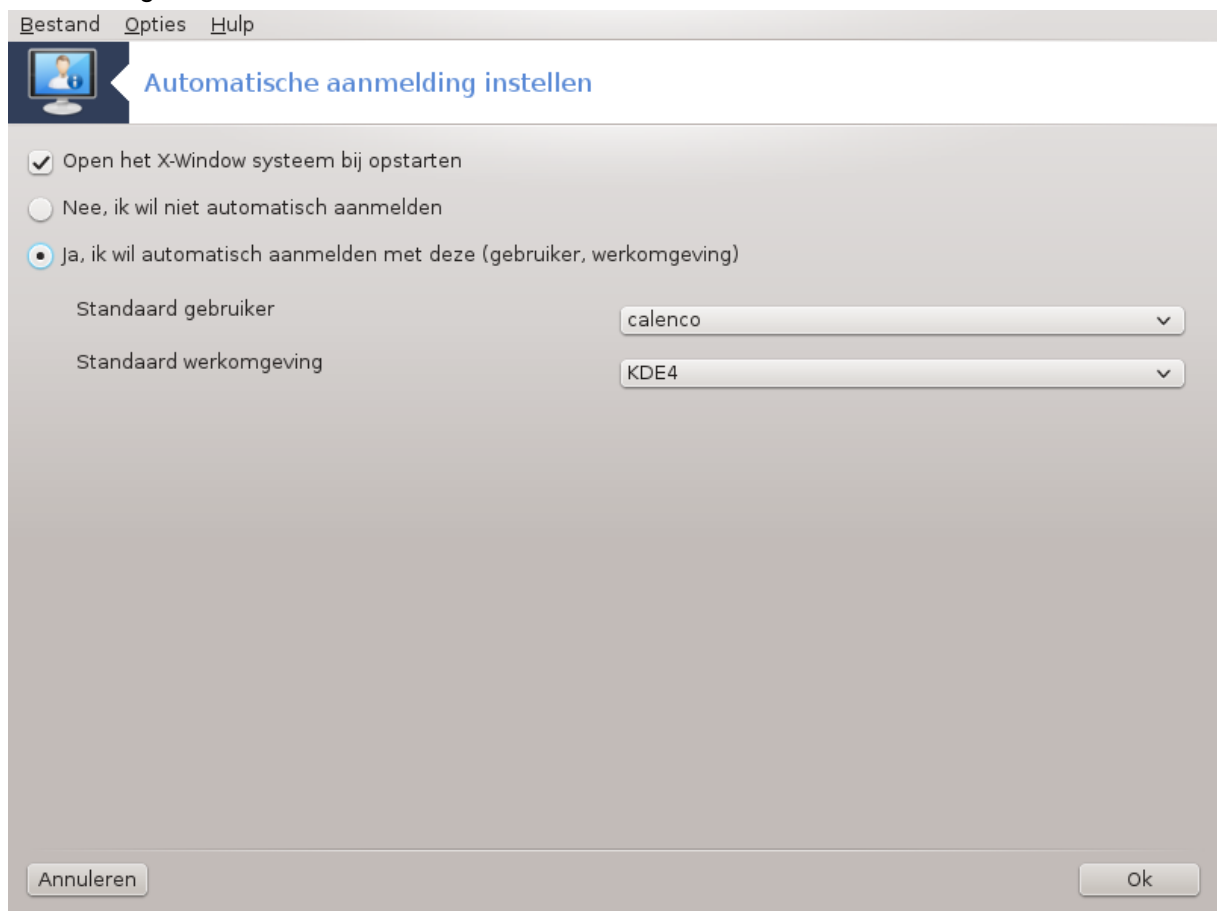 Bestand Opties Hulp
Automatische aanmelding instellen
Open het X-Window systeem bij opstarten
Nee, ik wil niet automatisch aanmelden
Ja, ik wil automatisch aanmelden met deze (gebruiker, werkomgeving)
Standaard gebruiker
calenco
Standaard werkomgeving
KDE4
Annuleren
Ok